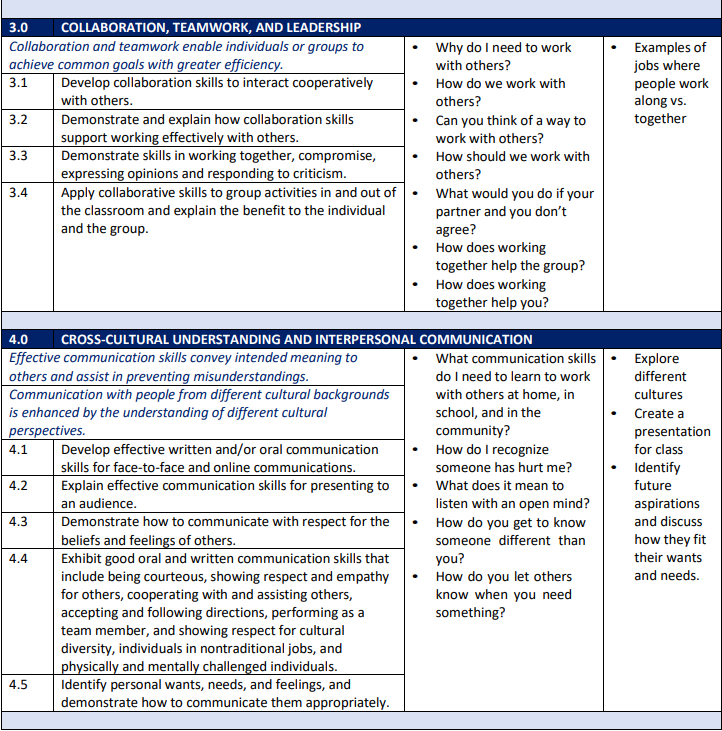 3.0 COLLABORATION, TEAMWORK, AND LEADERSHIP
Collaboration and teamwork enable individuals or groups to
achieve common goals with greater efficiency.
3.1 Develop collaboration skills to interact cooperatively
with others.
3.2 Demonstrate and explain how collaboration skills
support working effectively with others.
3.3 Demonstrate skills in working together, compromise,
expressing opinions and responding to criticism.
3.4 Apply collaborative skills to group activities in and out of
the classroom and explain the benefit to the individual
and the group.
• Why do I need to work
with others?
• How do we work with
others?
• Can you think of a way to
work with others?
• How should we work with
others?
• What would you do if your
partner and you don't
agree?
• How does working
together help the group?
• How does working
together help you?
• Examples of
jobs where
people work
along vs.
together
4.0 CROSS-CULTURAL UNDERSTANDING AND INTERPERSONAL COMMUNICATION
Effective communication skills convey intended meaning to
others and assist in preventing misunderstandings.
Communication with people from different cultural backgrounds
is enhanced by the understanding of different cultural
perspectives.
4.1 Develop effective written and/or oral communication
skills for face-to-face and online communications.
4.2 Explain effective communication skills for presenting to
an audience.
4.3 Demonstrate how to communicate with respect for the
beliefs and feelings of others.
4.4 Exhibit good oral and written communication skills that
include being courteous, showing respect and empathy
for others, cooperating with and assisting others,
accepting and following directions, performing as a
team member, and showing respect for cultural
diversity, individuals in nontraditional jobs, and
physically and mentally challenged individuals.
4.5 Identify personal wants, needs, and feelings, and
demonstrate how to communicate them appropriately.
• What communication skills
do I need to learn to work
with others at home, in
school, and in the
community?
• How do I recognize
someone has hurt me?
• What does it mean to
listen with an open mind?
• How do you get to know
someone different than
you?
• How do you let others
know when you need
something?
• Explore
different
cultures
• Create a
presentation
for class
• Identify
future
aspirations
and discuss
how they fit
their wants
and needs.